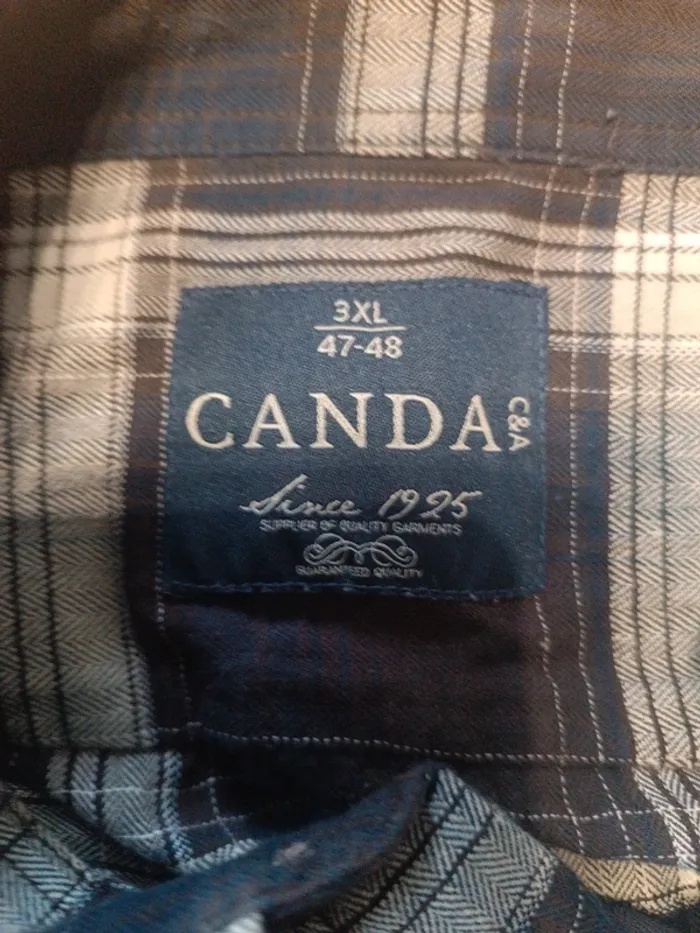 3XL
47-48
CANDA
C&A
Since 1925
SUPPLIER OF QUALITY GARMENTS
GUARANTEED QUALITY